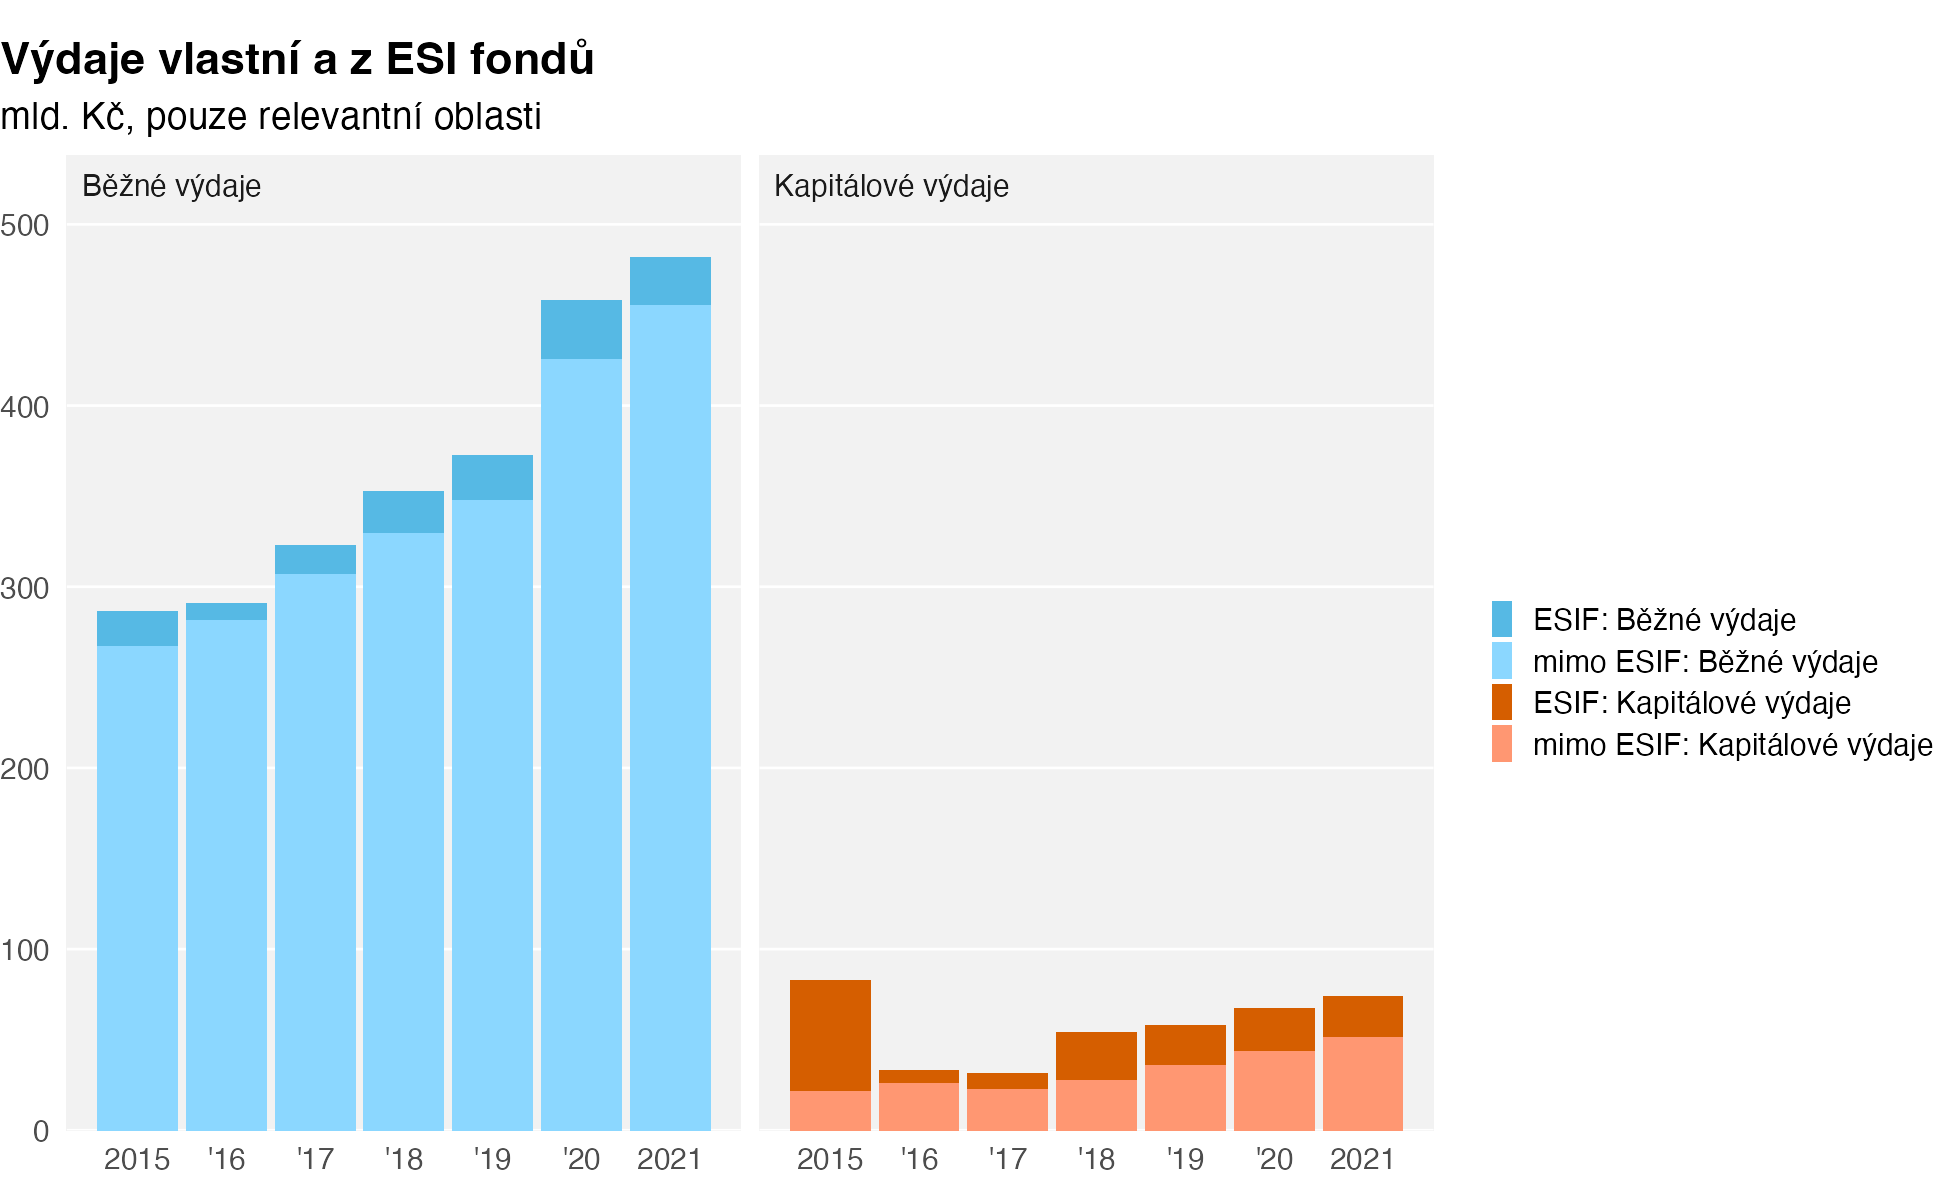 Výdaje vlastní a z ESI fondů
mld. Kč, pouze relevantní oblasti
Běžné výdaje
Kapitálové výdaje
500
400
300
200
100
0
2015 '16 '17 '18 '19 '20 2021
2015 '16 '17 '18 '19 '20 2021
ESIF: Běžné výdaje
mimo ESIF: Běžné výdaje
ESIF: Kapitálové výdaje
mimo ESIF: Kapitálové výdaje